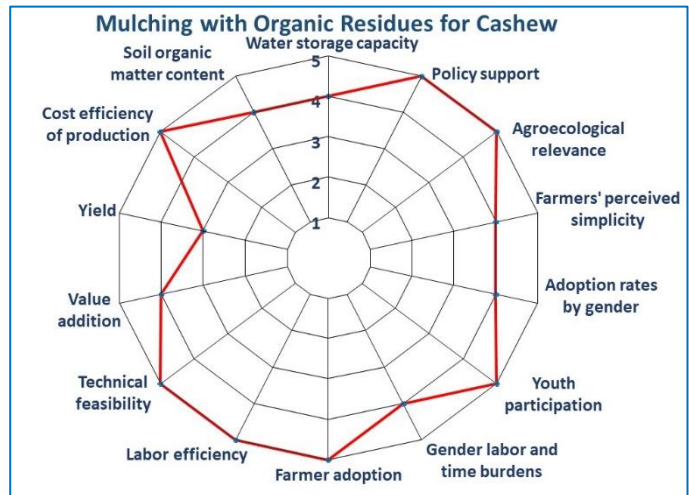 Mulching with Organic Residues for Cashew
Water storage capacity
Policy support
Agroecological
relevance
Farmers' perceived
simplicity
Adoption rates
by gender
Youth
participation
Gender labor and
time burdens
Farmer adoption
Labor efficiency
Technical
feasibility
Value
addition
Yield
Cost efficiency
of production
Soil organic
matter content
5
4
3
2
1